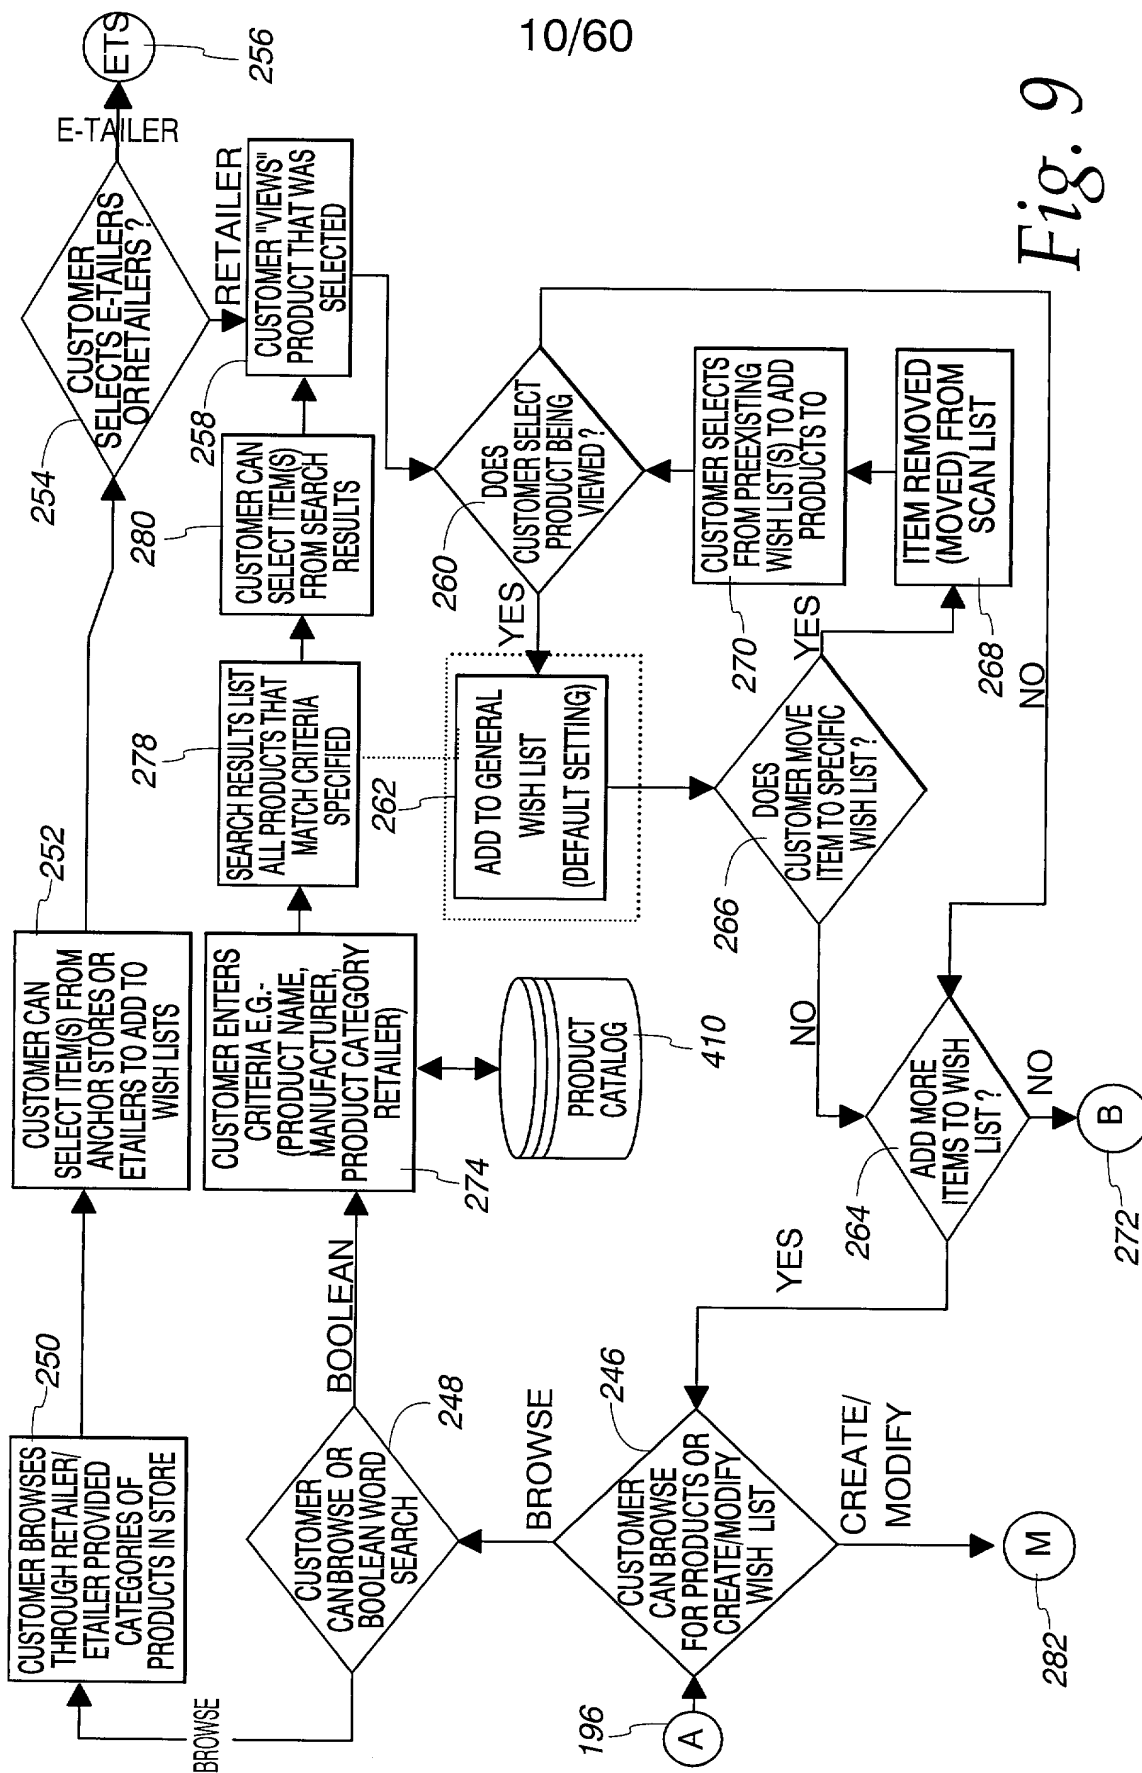 10/60
Fig. 9
A
196
CUSTOMER
CAN BROWSE
FOR PRODUCTS OR
CREATE/MODIFY
WISH LIST
246
CREATE/
MODIFY
M
282
BROWSE
CUSTOMER
CAN BROWSE OR
BOOLEAN WORD
SEARCH
248
BROWSE
BOOLEAN
CUSTOMER BROWSES
THROUGH RETAILER/
ETAILER PROVIDED
CATEGORIES OF
PRODUCTS IN STORE
250
CUSTOMER CAN
SELECT ITEM(S) FROM
ANCHOR STORES OR
ETAILERS TO ADD TO
WISH LISTS
252
CUSTOMER
SELECTS E-TAILERS
OR RETAILERS ?
254
E-TAILER
ETS
256
RETAILER
CUSTOMER ENTERS
CRITERIA E.G.-
(PRODUCT NAME,
MANUFACTURER,
PRODUCT CATEGORY
RETAILER)
274
PRODUCT
CATALOG
410
SEARCH RESULTS LIST
ALL PRODUCTS THAT
MATCH CRITERIA
SPECIFIED
278
CUSTOMER CAN
SELECT ITEM(S)
FROM SEARCH
RESULTS
280
CUSTOMER "VIEWS"
PRODUCT THAT WAS
SELECTED
258
DOES
CUSTOMER SELECT
PRODUCT BEING
VIEWED ?
260
YES
NO
ADD TO GENERAL
WISH LIST
(DEFAULT SETTING)
262
DOES
CUSTOMER MOVE
ITEM TO SPECIFIC
WISH LIST ?
266
YES
NO
ITEM REMOVED
(MOVED) FROM
SCAN LIST
268
CUSTOMER SELECTS
FROM PREEXISTING
WISH LIST(S) TO ADD
PRODUCTS TO
270
ADD MORE
ITEMS TO WISH
LIST ?
264
YES
NO
B
272